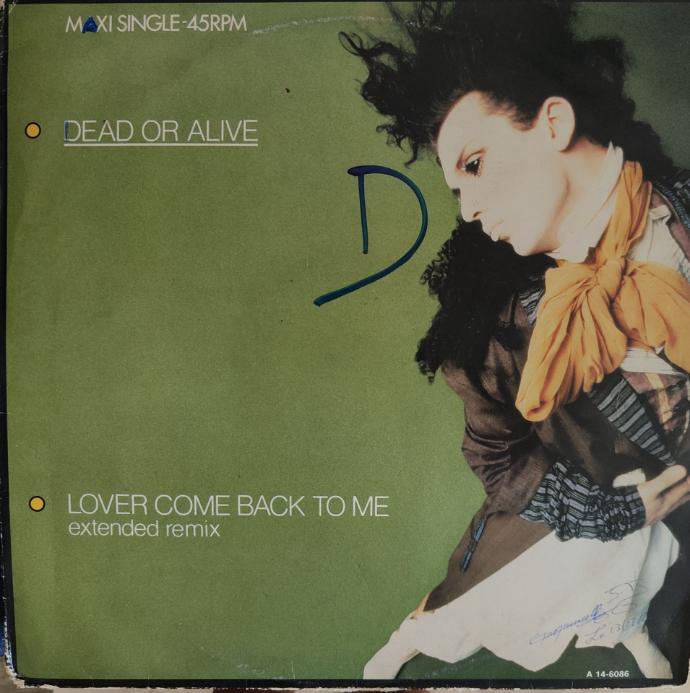 MAXI SINGLE-45RPM
DEAD OR ALIVE
D
LOVER COME BACK TO ME
extended remix
A 14-6086